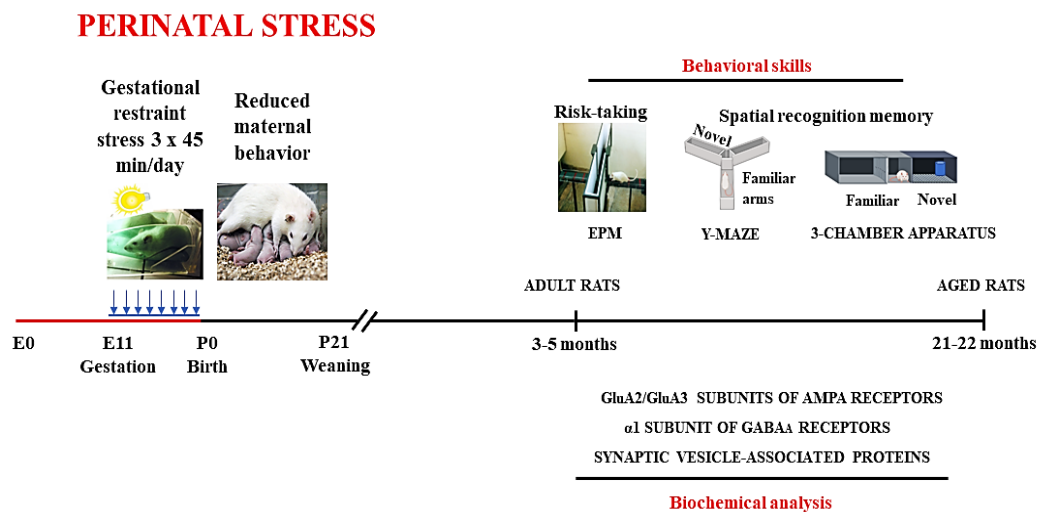 PERINATAL STRESS
Gestational
restraint
stress 3 x 45
min/day
Reduced
maternal
behavior
Behavioral skills
Risk-taking
Spatial recognition memory
Novel
Familiar
arms
Familiar Novel
EPM
Y-MAZE
3-CHAMBER APPARATUS
ADULT RATS
AGED RATS
E0
E11
Gestation
P0
Birth
P21
Weaning
3-5 months
21-22 months
GluA2/GluA3 SUBUNITS OF AMPA RECEPTORS
α1 SUBUNIT OF GABAA RECEPTORS
SYNAPTIC VESICLE-ASSOCIATED PROTEINS
Biochemical analysis